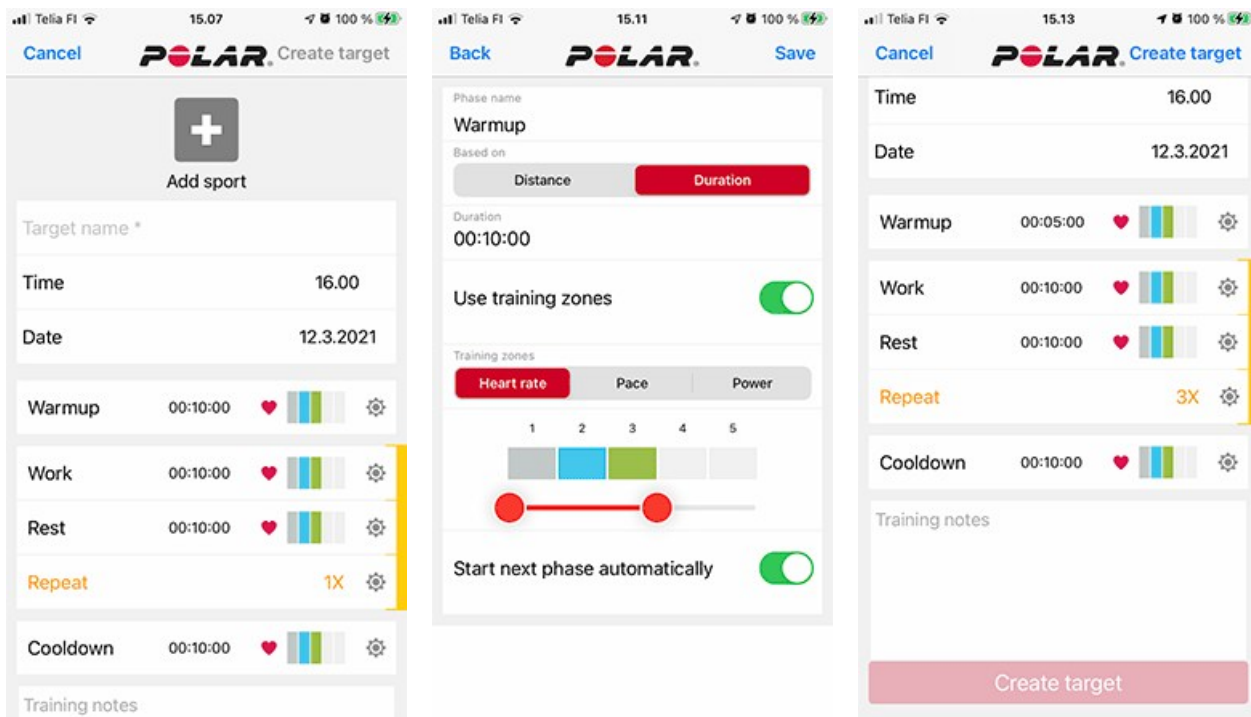 Telia FI 15.07 100 %
Cancel POLAR. Create target
Add sport
Target name *
Time 16.00
Date 12.3.2021
Warmup 00:10:00
Work 00:10:00
Rest 00:10:00
Repeat 1X
Cooldown 00:10:00
Training notes
Telia FI 15.11 100 %
Back POLAR. Save
Phase name
Warmup
Based on
Distance Duration
Duration
00:10:00
Use training zones
Training zones
Heart rate Pace Power
1 2 3 4 5
Start next phase automatically
Telia FI 15.13 100 %
Cancel POLAR. Create target
Time 16.00
Date 12.3.2021
Warmup 00:05:00
Work 00:10:00
Rest 00:10:00
Repeat 3X
Cooldown 00:10:00
Training notes
Create target